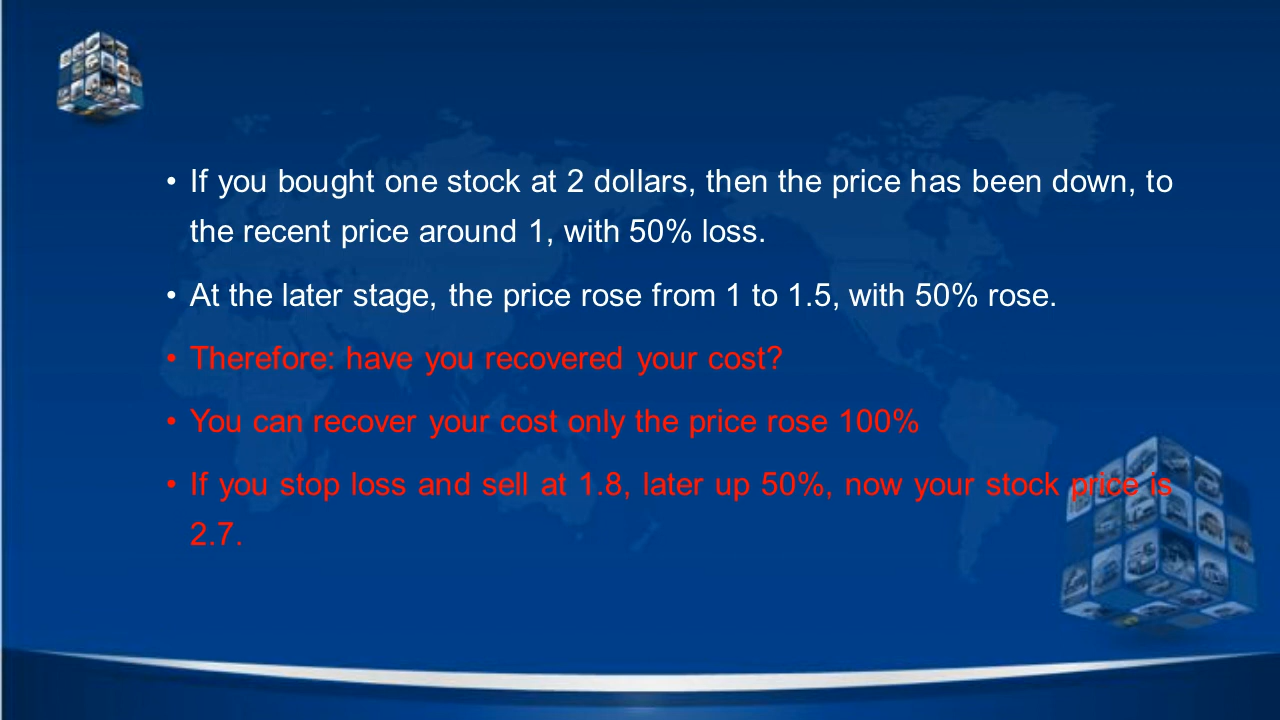 • If you bought one stock at 2 dollars, then the price has been down, to
the recent price around 1, with 50% loss.
• At the later stage, the price rose from 1 to 1.5, with 50% rose.
• Therefore: have you recovered your cost?
• You can recover your cost only the price rose 100%
• If you stop loss and sell at 1.8, later up 50%, now your stock price is
2.7.